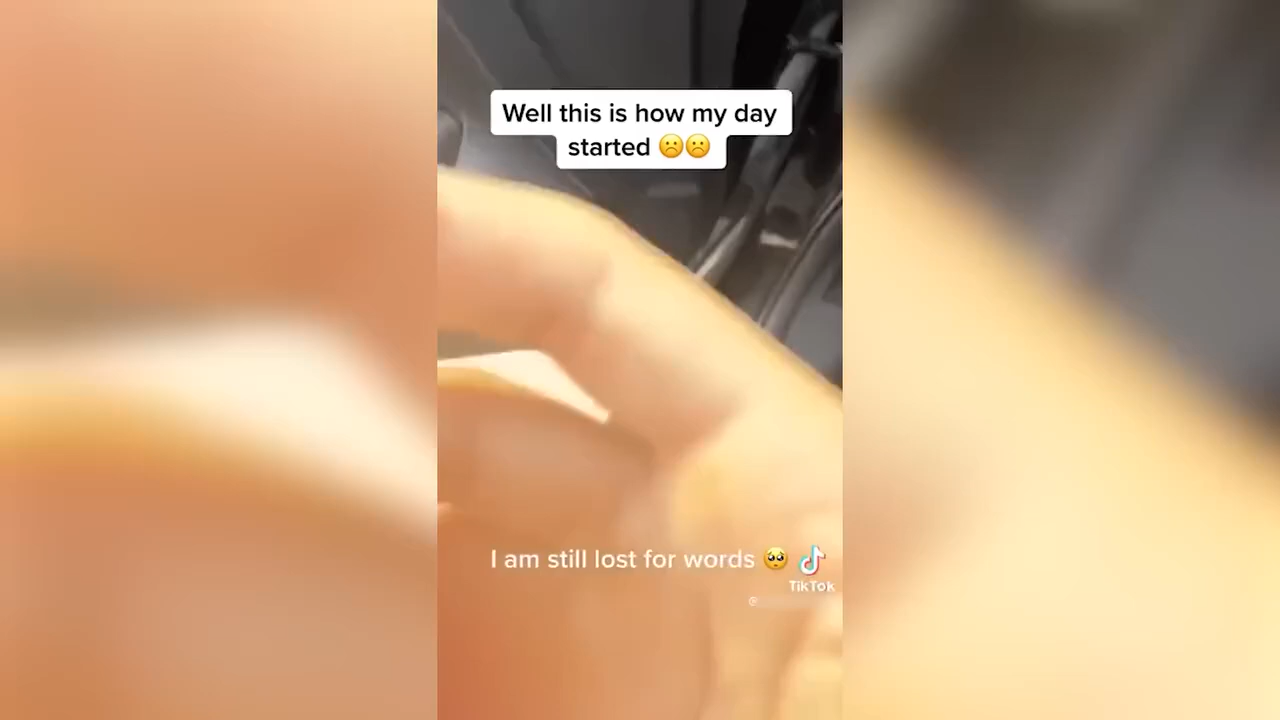 Well this is how my day
started ☹️☹️
I am still lost for words 🥺
TikTok
@